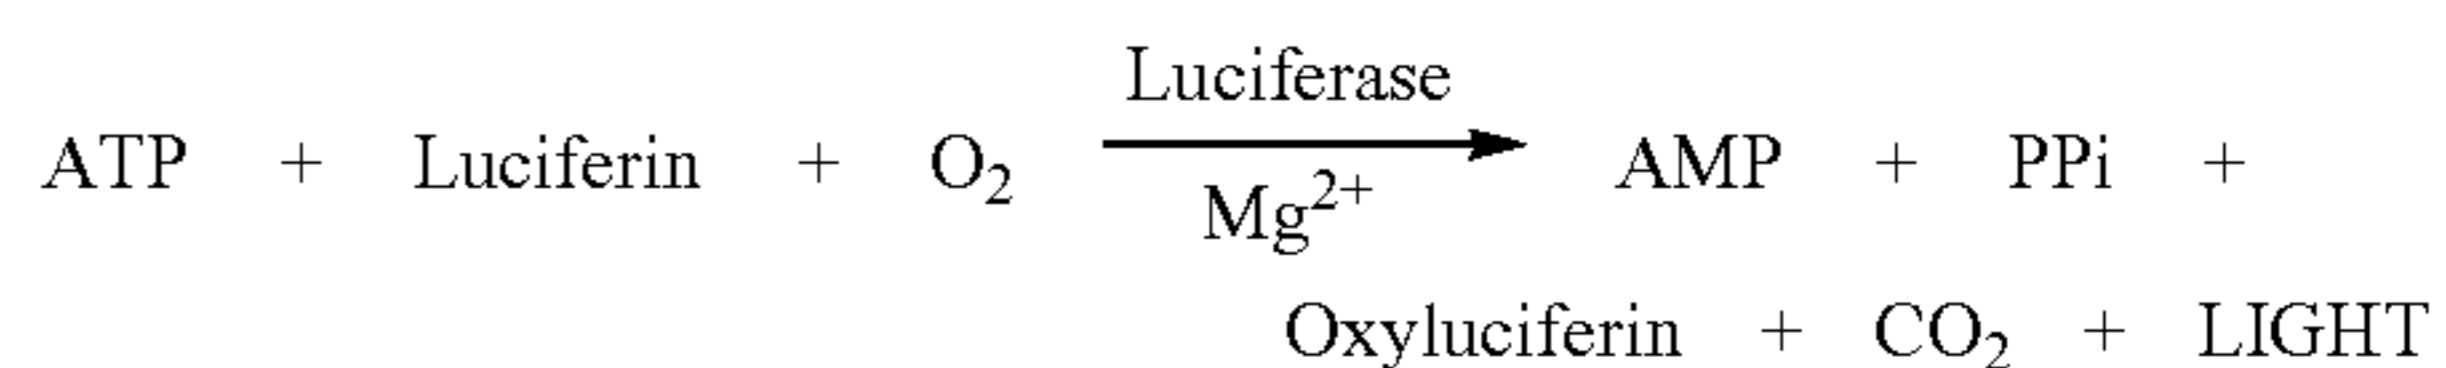 Luciferase
ATP + Luciferin + O₂ AMP + PPi +
Mg²⁺
Oxyluciferin + CO₂ + LIGHT